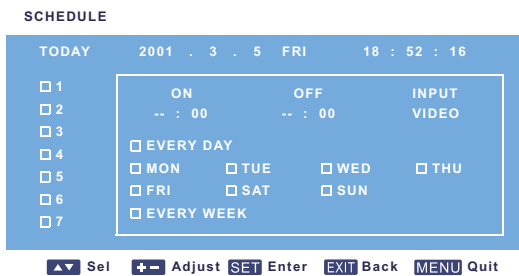 SCHEDULE
TODAY 2001 . 3 . 5 FRI 18 : 52 : 16
1
2
3
4
5
6
7
ON OFF INPUT
-- : 00 -- : 00 VIDEO
EVERY DAY
MON TUE WED THU
FRI SAT SUN
EVERY WEEK
▲▼ Sel + − Adjust SET Enter EXIT Back MENU Quit